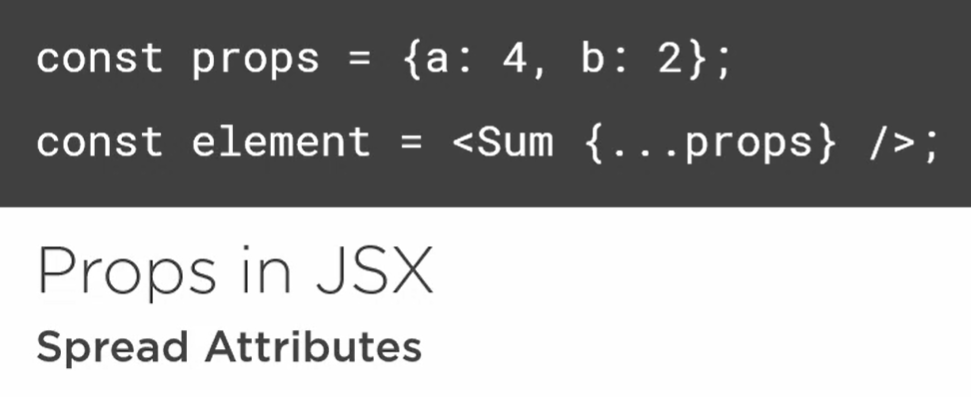 const props = {a: 4, b: 2};
const element = <Sum {...props} />;
Props in JSX
Spread Attributes